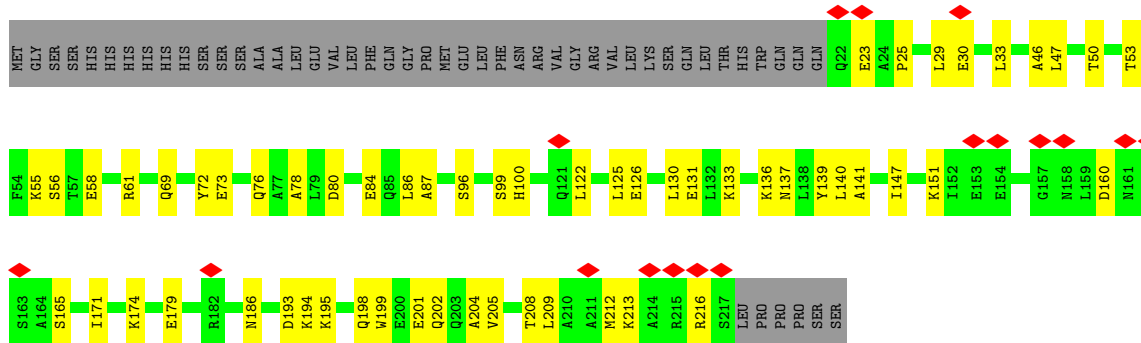 MET GLY SER SER HIS HIS HIS HIS HIS HIS SER SER SER ALA ALA LEU GLU VAL LEU PHE GLN GLY PRO MET GLU LEU PHE ASN ARG VAL GLY ARG VAL LEU LYS SER GLN LEU THR HIS TRP GLN GLN GLN Q22 E23 A24 P25 L29 E30 L33 A46 L47 T50 T53
F54 K55 S56 T57 E58 R61 Q69 Y72 E73 Q76 A77 A78 L79 D80 E84 Q85 L86 A87 S96 S99 H100 Q121 L122 L125 E126 L130 E131 L132 K133 K136 N137 L138 Y139 L140 A141 I147 K151 I152 E153 E154 G157 N158 L159 D160 N161
S163 A164 S165 I171 K174 E179 R182 N186 D193 K194 K195 Q198 W199 E200 E201 Q202 Q203 A204 V205 T208 L209 A210 A211 M212 K213 A214 R215 R216 S217 LEU PRO PRO PRO SER SER